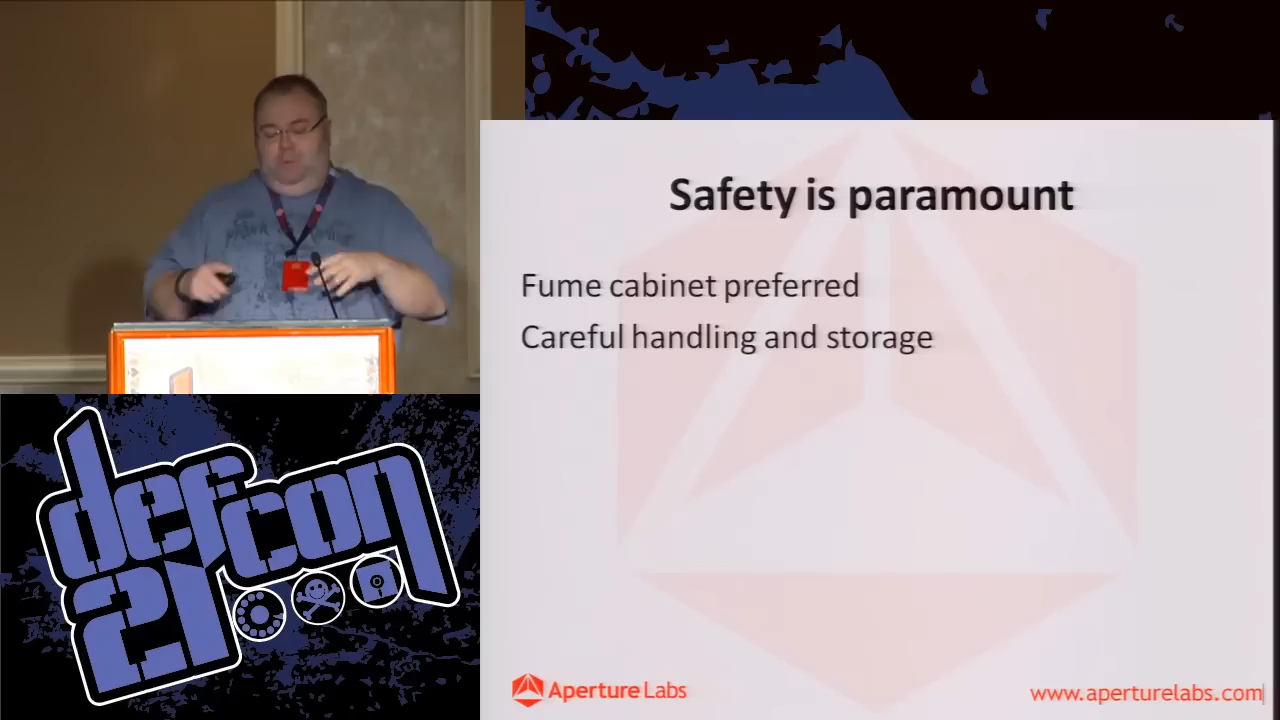 Safety is paramount
Fume cabinet preferred
Careful handling and storage
defcon
21
Aperture Labs
www.aperturelabs.com